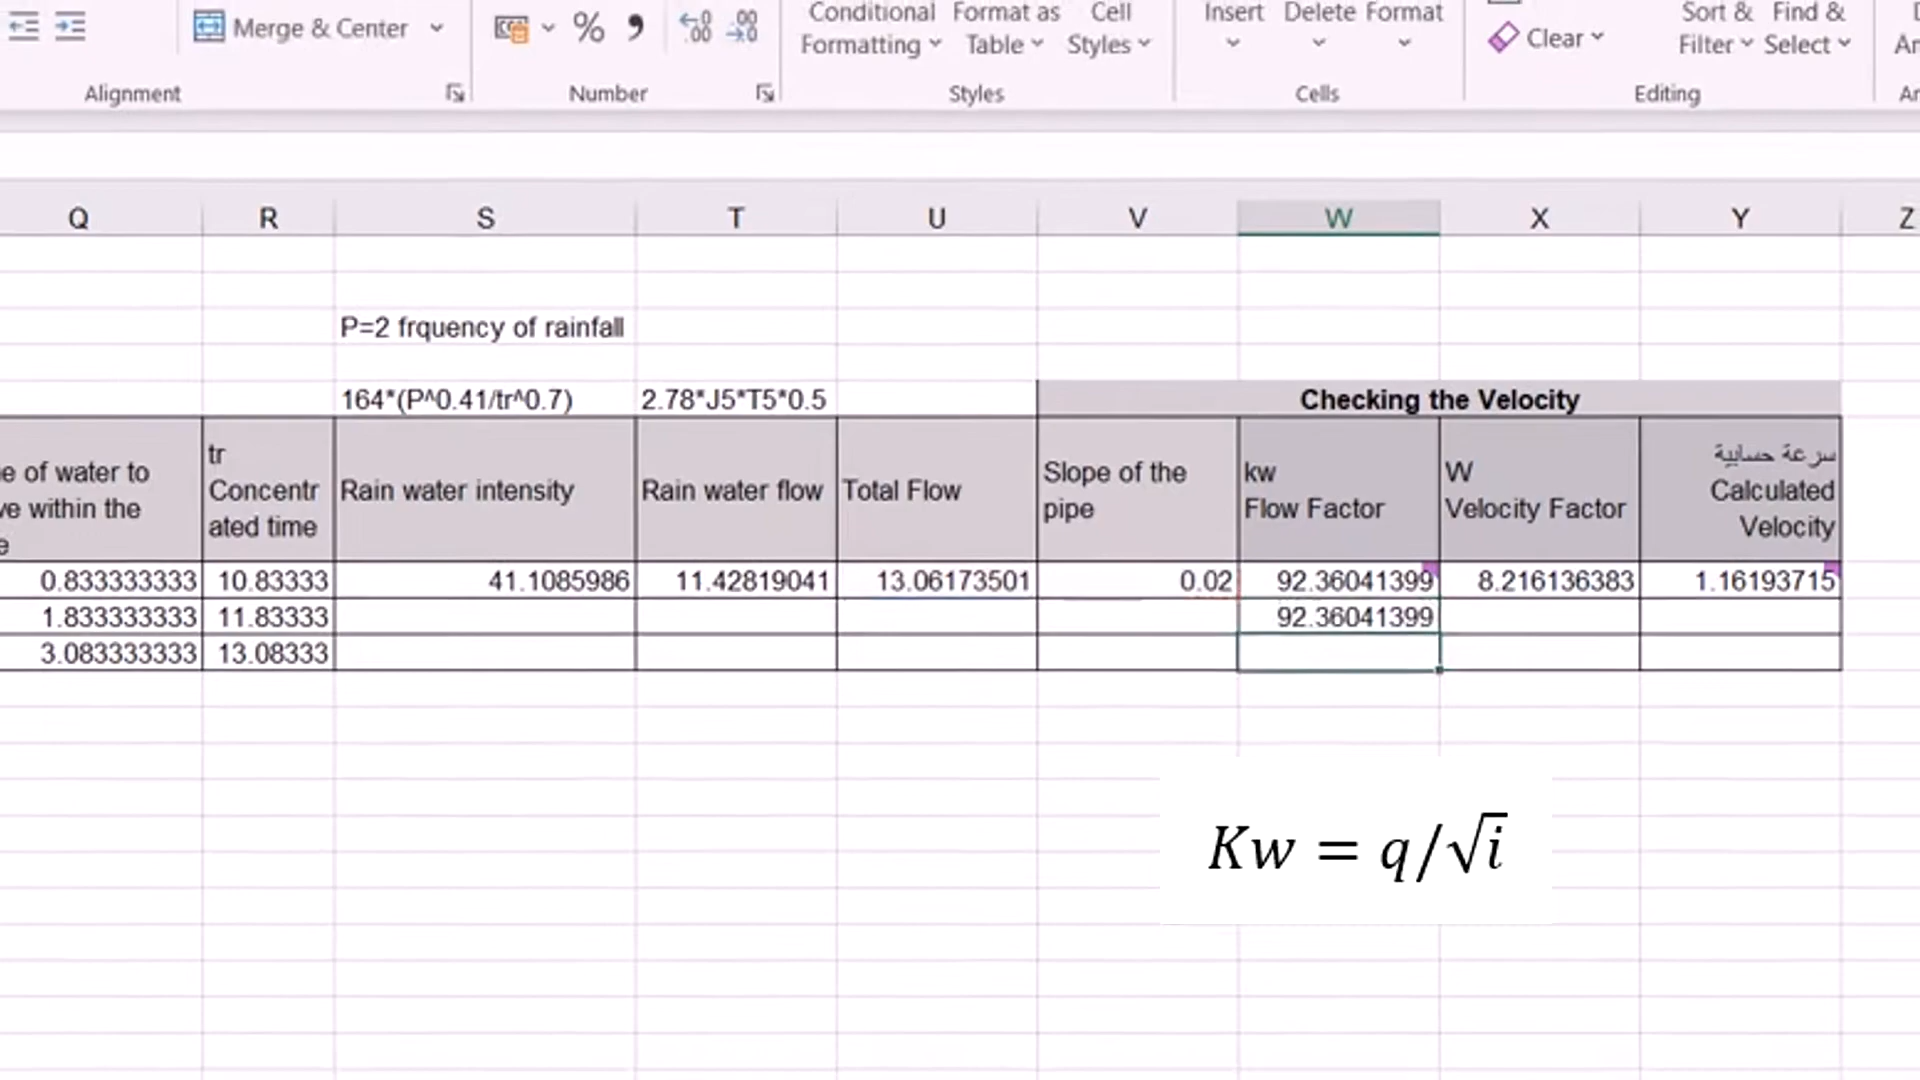 Merge & Center
Conditional Formatting
Format as Table
Cell Styles
Insert
Delete
Format
Clear
Sort & Filter
Find & Select
Alignment
Number
Styles
Cells
Editing
Q R S T U V W X Y Z
P=2 frquency of rainfall
164*(P^0.41/tr^0.7) 2.78*J5*T5*0.5 Checking the Velocity
e of water to
ve within the
e
tr
Concentr
ated time
Rain water intensity
Rain water flow
Total Flow
Slope of the
pipe
kw
Flow Factor
W
Velocity Factor
سرعة حسابية
Calculated
Velocity
0.833333333 10.83333 41.1085986 11.42819041 13.06173501 0.02 92.36041399 8.216136383 1.16193715
1.833333333 11.83333 92.36041399
3.083333333 13.08333
Kw = q/√i